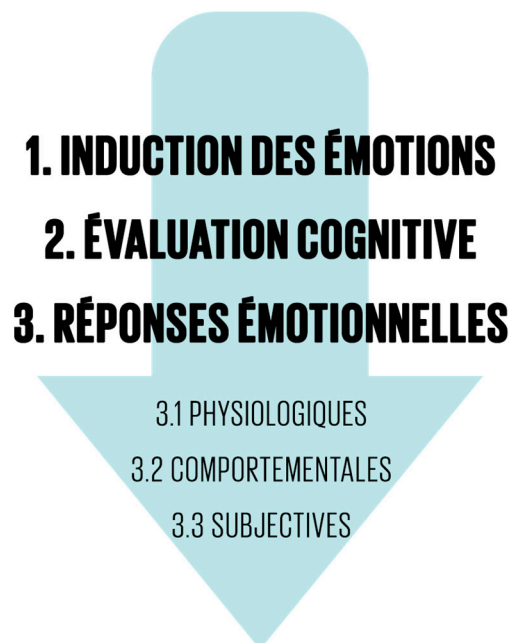 1. INDUCTION DES ÉMOTIONS
2. ÉVALUATION COGNITIVE
3. RÉPONSES ÉMOTIONNELLES
3.1 PHYSIOLOGIQUES
3.2 COMPORTEMENTALES
3.3 SUBJECTIVES